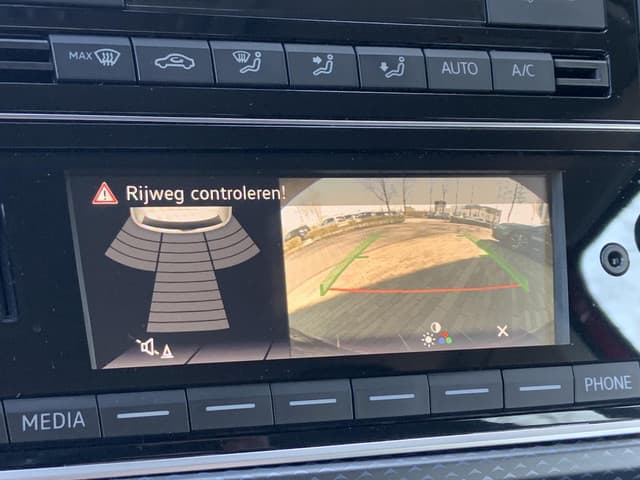 MAX
AUTO
A/C
Rijweg controleren!
MEDIA
PHONE